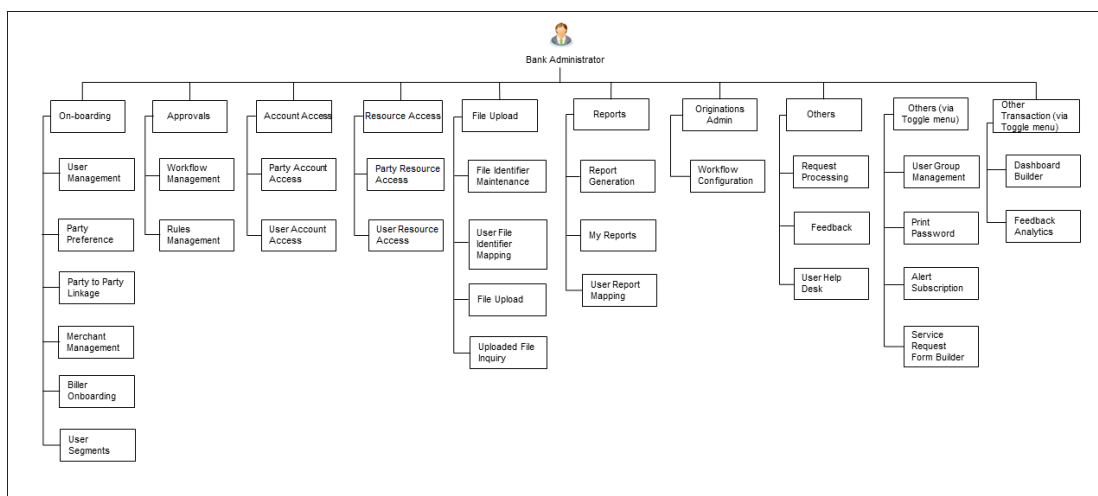 Bank Administrator
On-boarding
Approvals
Account Access
Resource Access
File Upload
Reports
Originations
Admin
Others
Others (via
Toggle menu)
Other
Transaction (via
Toggle menu)
User
Management
Party
Preference
Party to Party
Linkage
Merchant
Management
Biller
Onboarding
User
Segments
Workflow
Management
Rules
Management
Party Account
Access
User Account
Access
Party Resource
Access
User Resource
Access
File Identifier
Maintenance
User File
Identifier
Mapping
File Upload
Uploaded File
Inquiry
Report
Generation
My Reports
User Report
Mapping
Workflow
Configuration
Request
Processing
Feedback
User Help
Desk
User Group
Management
Print
Password
Alert
Subscription
Service
Request
Form Builder
Dashboard
Builder
Feedback
Analytics